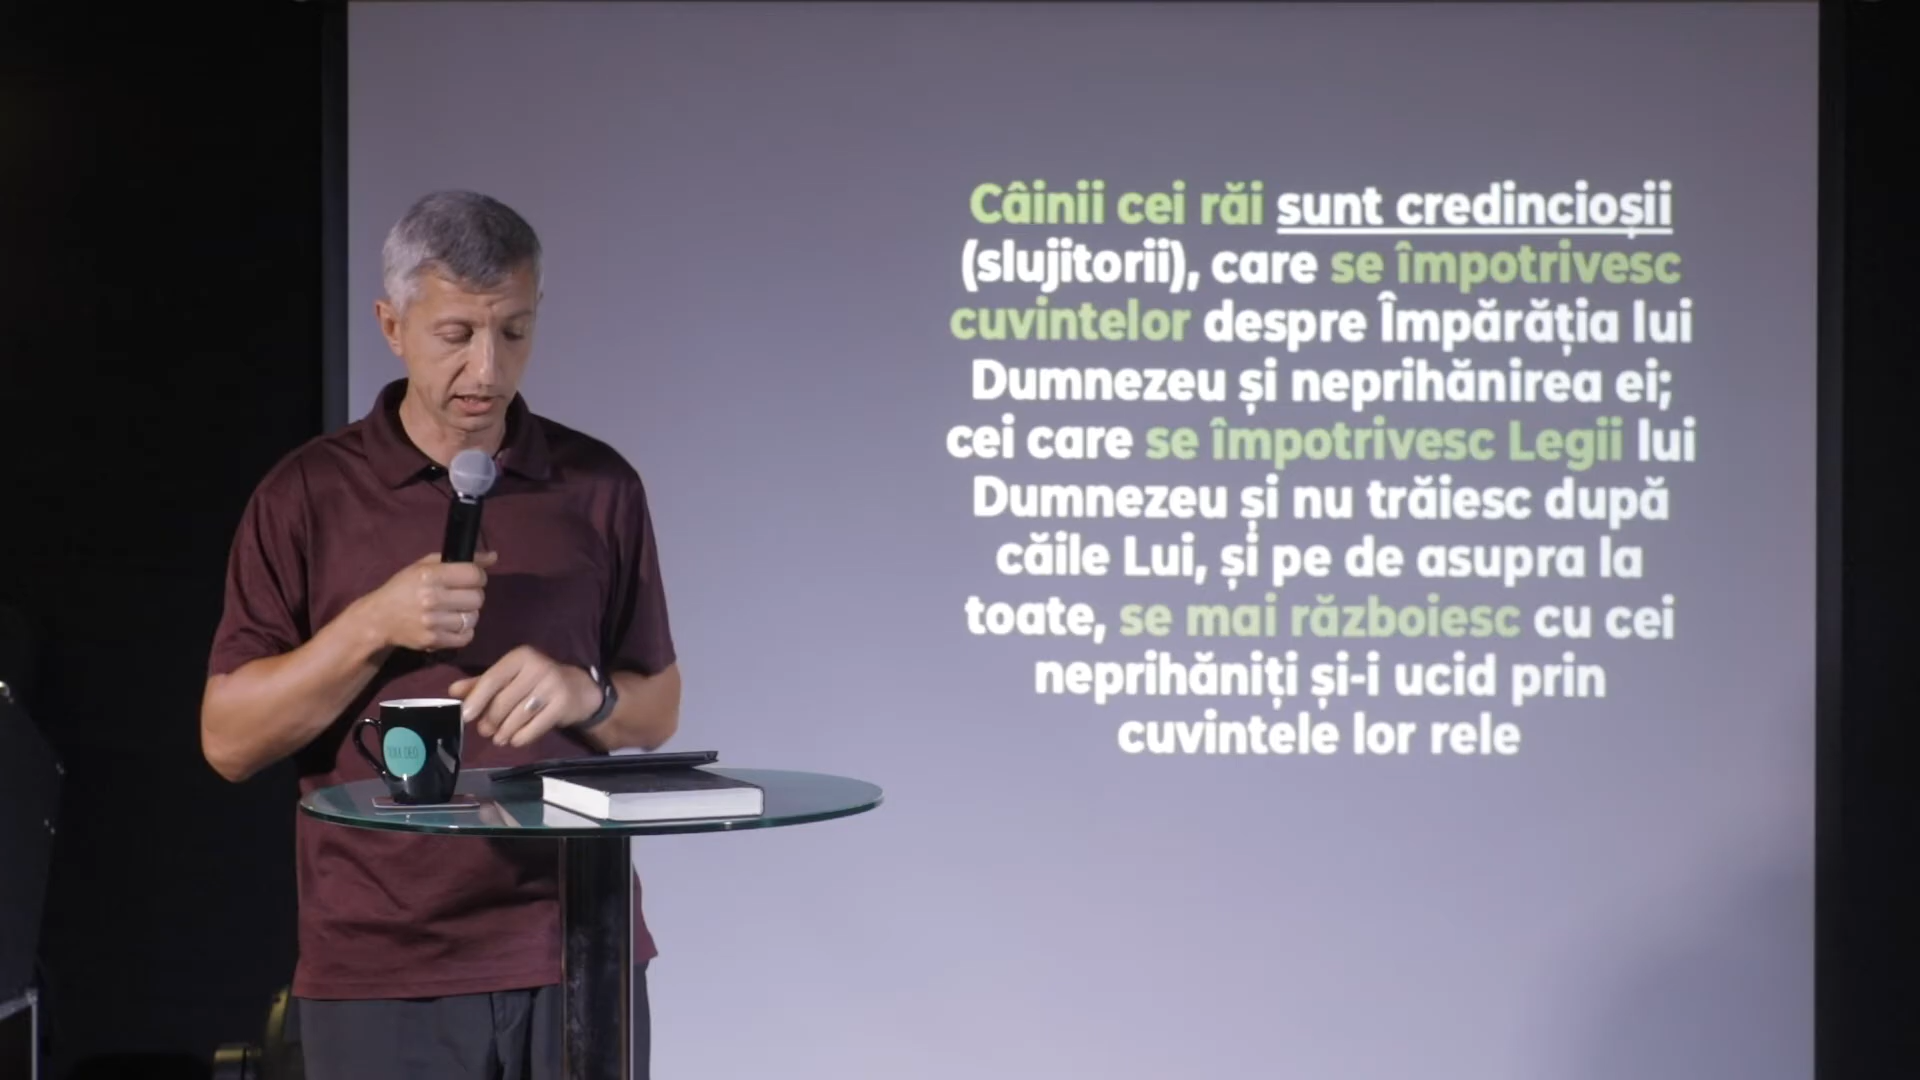 Câinii cei răi sunt credincioșii
(slujitorii), care se împotrivesc
cuvintelor despre Împărăția lui
Dumnezeu și neprihănirea ei;
cei care se împotrivesc Legii lui
Dumnezeu și nu trăiesc după
căile Lui, și pe de asupra la
toate, se mai războiesc cu cei
neprihăniți și-i ucid prin
cuvintele lor rele